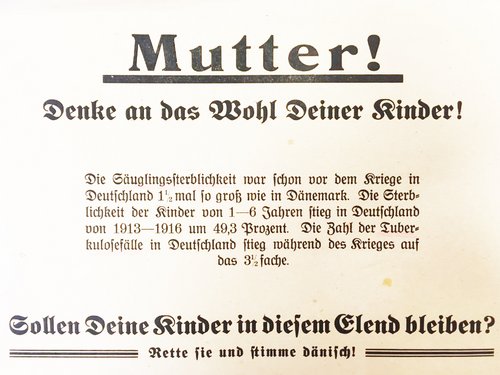 Mutter!
Denke an das Wohl Deiner Kinder!
Die Säuglingssterblichkeit war schon vor dem Kriege in
Deutschland 1½ mal so groß wie in Dänemark. Die Sterb-
lichkeit der Kinder von 1—6 Jahren stieg in Deutschland
von 1913—1916 um 49,3 Prozent. Die Zahl der Tuber-
kulosefälle in Deutschland stieg während des Krieges auf
das 3½ fache.
Sollen Deine Kinder in diesem Elend bleiben?
Rette sie und stimme dänisch!